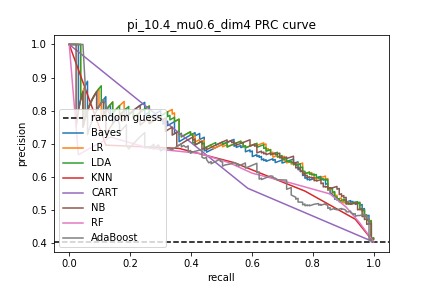 pi_10.4_mu0.6_dim4 PRC curve
1.0
0.9
0.8
0.7
0.6
0.5
0.4
precision
random guess
Bayes
LR
LDA
KNN
CART
NB
RF
AdaBoost
0.0 0.2 0.4 0.6 0.8 1.0
recall